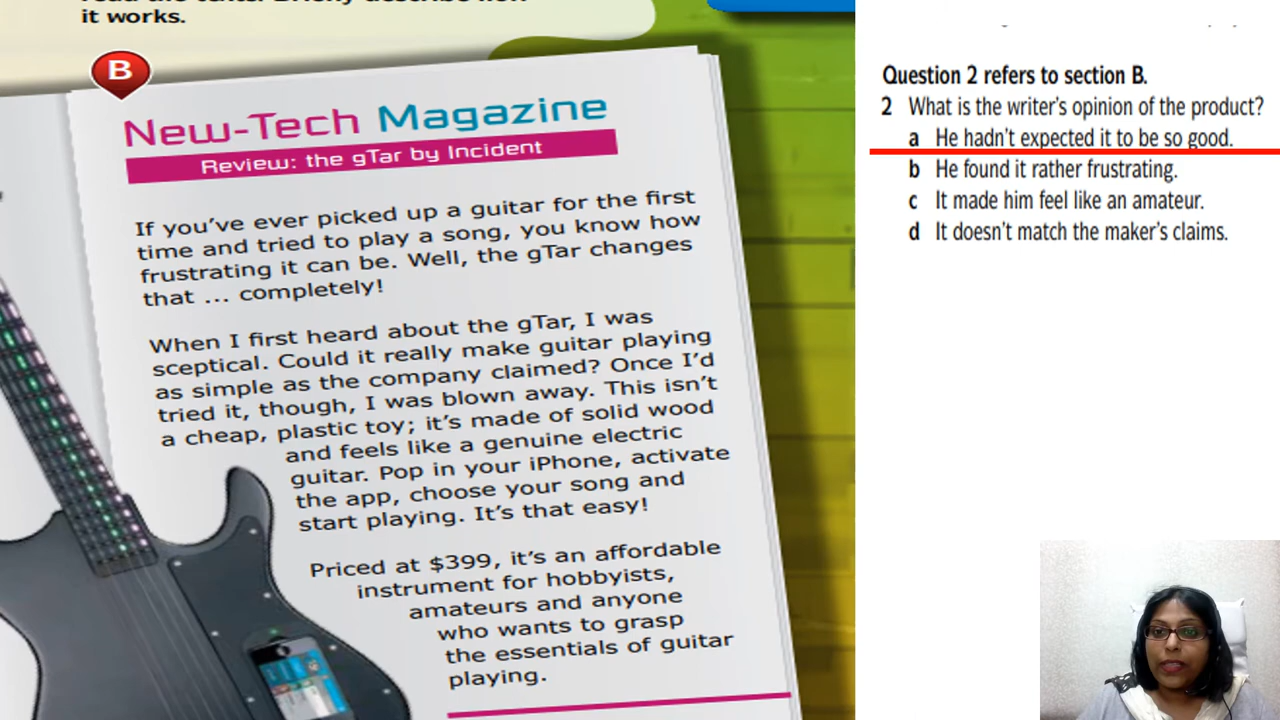 it works.
B
New-Tech Magazine
Review: the gTar by Incident
If you've ever picked up a guitar for the first
time and tried to play a song, you know how
frustrating it can be. Well, the gTar changes
that ... completely!
When I first heard about the gTar, I was
sceptical. Could it really make guitar playing
as simple as the company claimed? Once I'd
tried it, though, I was blown away. This isn't
a cheap, plastic toy; it's made of solid wood
and feels like a genuine electric
guitar. Pop in your iPhone, activate
the app, choose your song and
start playing. It's that easy!
Priced at $399, it's an affordable
instrument for hobbyists,
amateurs and anyone
who wants to grasp
the essentials of guitar
playing.
Question 2 refers to section B.
2 What is the writer's opinion of the product?
a He hadn't expected it to be so good.
b He found it rather frustrating.
c It made him feel like an amateur.
d It doesn't match the maker's claims.